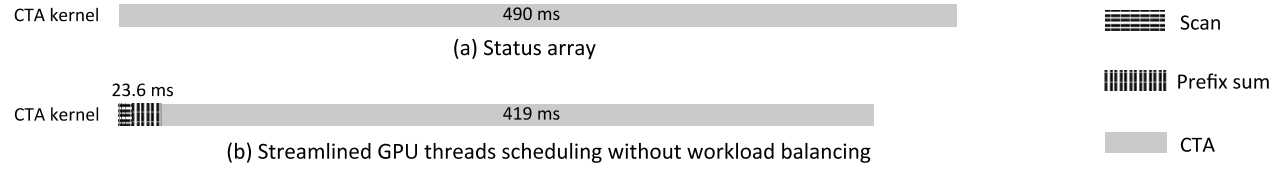 CTA kernel 490 ms
(a) Status array
23.6 ms
CTA kernel 419 ms
(b) Streamlined GPU threads scheduling without workload balancing
Scan
Prefix sum
CTA